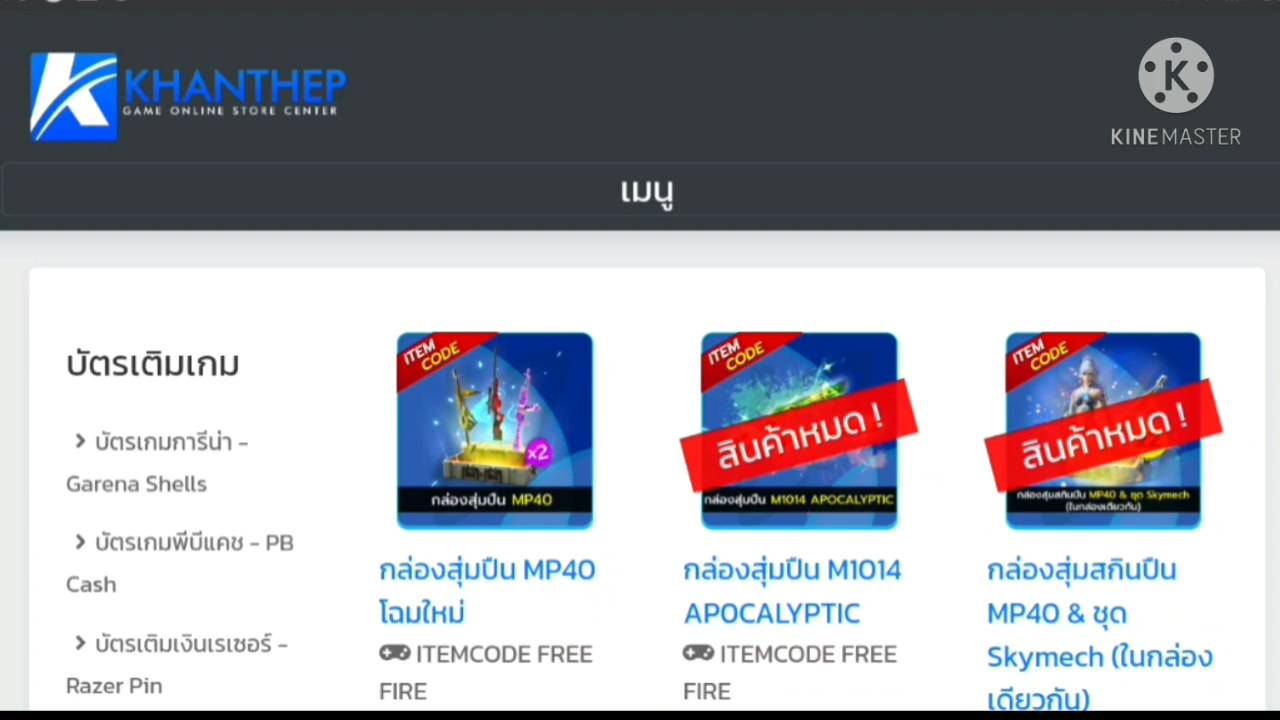 KHANTHEP
GAME ONLINE STORE CENTER
K
KINEMASTER
เมนู
บัตรเติมเกม
บัตรเกมการีน่า -
Garena Shells
บัตรเกมพีบีแคช - PB
Cash
บัตรเติมเงินเรเซอร์ -
Razer Pin
ITEM
CODE
x2
กล่องสุ่มปืน MP40
กล่องสุ่มปืน MP40
โฉมใหม่
ITEMCODE FREE
FIRE
ITEM
CODE
สินค้าหมด !
กล่องสุ่มปืน M1014 APOCALYPTIC
กล่องสุ่มปืน M1014
APOCALYPTIC
ITEMCODE FREE
FIRE
ITEM
CODE
สินค้าหมด !
กล่องสุ่มสกินปืน MP40 & ชุด Skymech
(ในกล่องเดียวกัน)
กล่องสุ่มสกินปืน
MP40 & ชุด
Skymech (ในกล่อง
เดียวกัน)